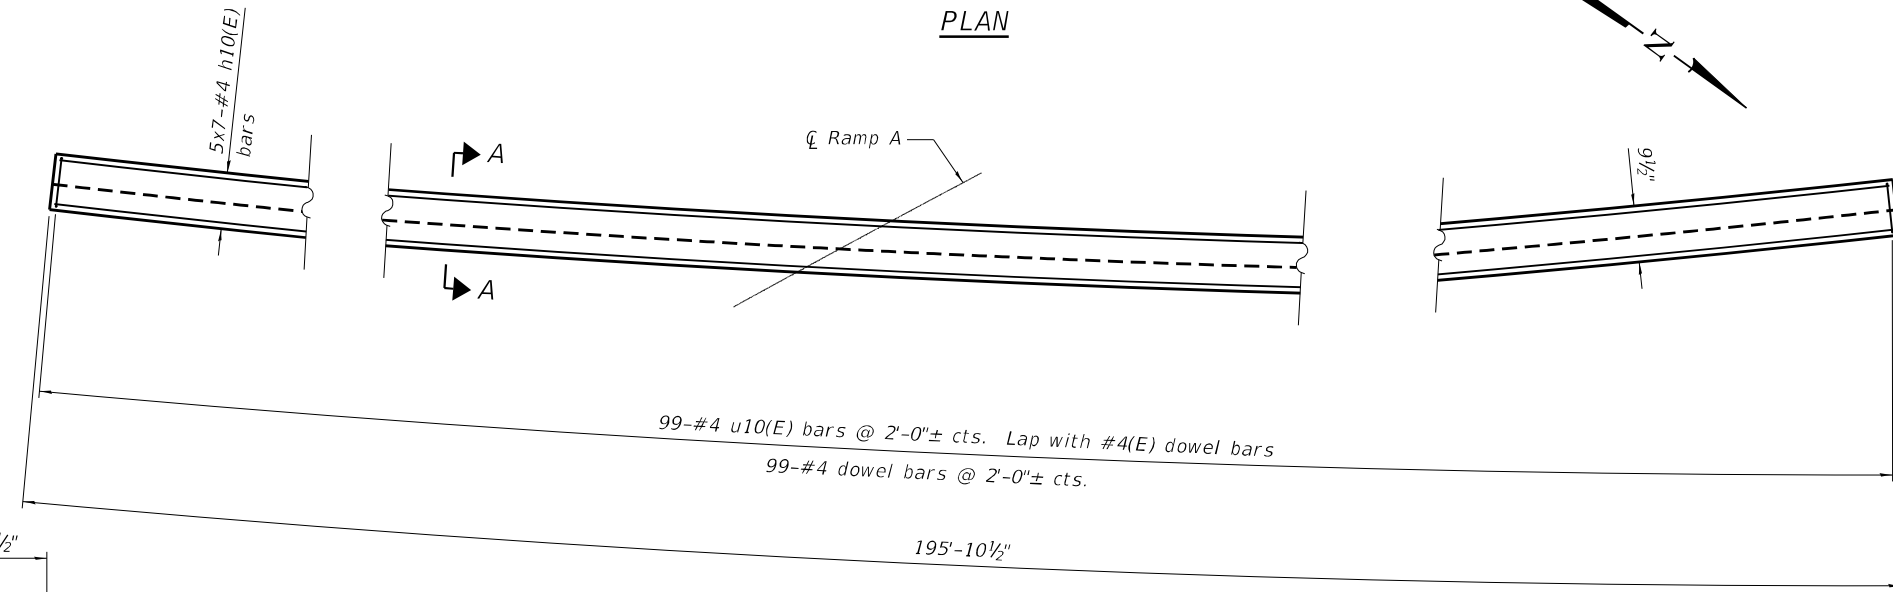 PLAN
N
5x7-#4 h10(E)
bars
A
℄ Ramp A
9½"
A
99-#4 u10(E) bars @ 2'-0"± cts. Lap with #4(E) dowel bars
99-#4 dowel bars @ 2'-0"± cts.
195'-10½"